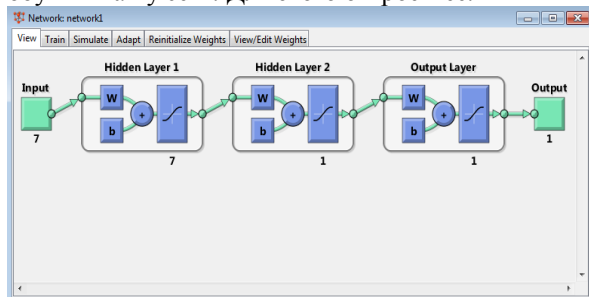 Network: network1
View Train Simulate Adapt Reinitialize Weights View/Edit Weights
Hidden Layer 1 Hidden Layer 2 Output Layer
Input Output
W W W
+ + +
b b b
7 7 1 1 1